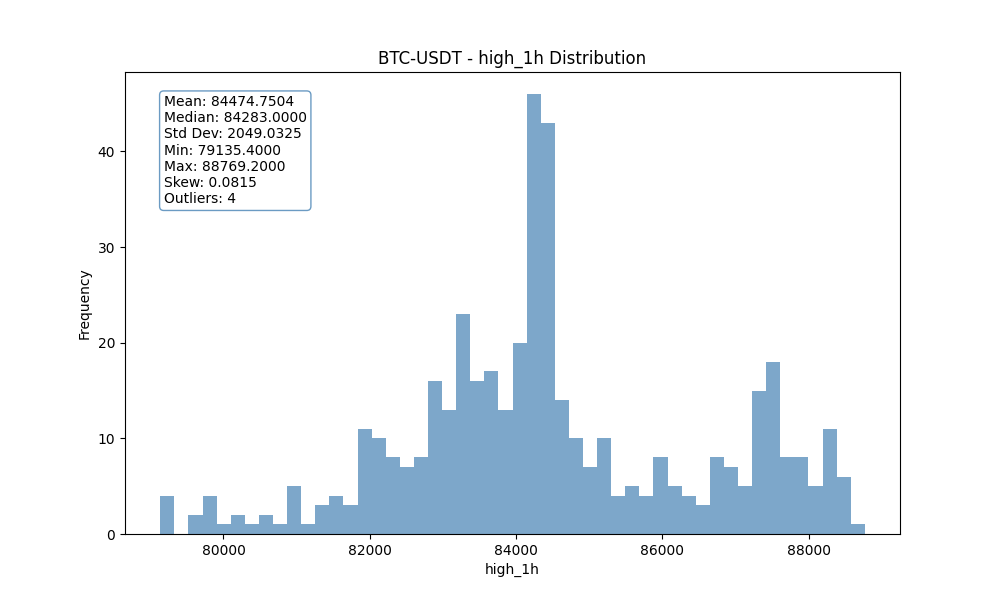 BTC-USDT - high_1h Distribution
Mean: 84474.7504
Median: 84283.0000
Std Dev: 2049.0325
Min: 79135.4000
Max: 88769.2000
Skew: 0.0815
Outliers: 4
Frequency
40
30
20
10
0
80000 82000 84000 86000 88000
high_1h